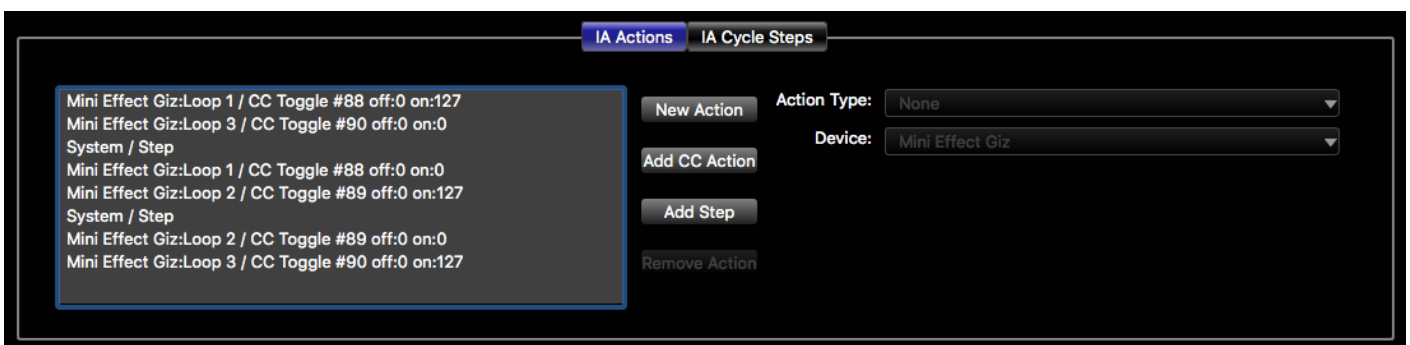 IA Actions IA Cycle Steps
Mini Effect Giz:Loop 1 / CC Toggle #88 off:0 on:127
Mini Effect Giz:Loop 3 / CC Toggle #90 off:0 on:0
System / Step
Mini Effect Giz:Loop 1 / CC Toggle #88 off:0 on:0
Mini Effect Giz:Loop 2 / CC Toggle #89 off:0 on:127
System / Step
Mini Effect Giz:Loop 2 / CC Toggle #89 off:0 on:0
Mini Effect Giz:Loop 3 / CC Toggle #90 off:0 on:127
New Action
Add CC Action
Add Step
Remove Action
Action Type: None
Device: Mini Effect Giz